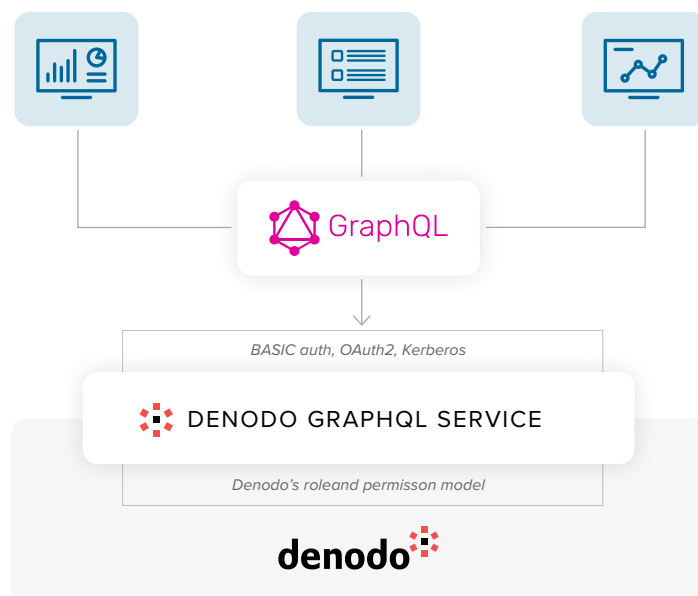 GraphQL
BASIC auth, OAuth2, Kerberos
DENODO GRAPHQL SERVICE
Denodo’s roleand permisson model
denodo